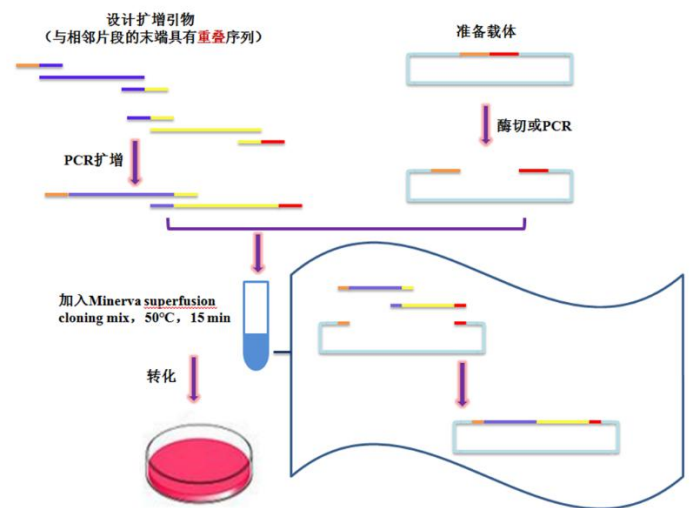 设计扩增引物
（与相邻片段的末端具有重叠序列）
准备载体
酶切或PCR
PCR扩增
加入Minerva superfusion
cloning mix，50°C，15 min
转化